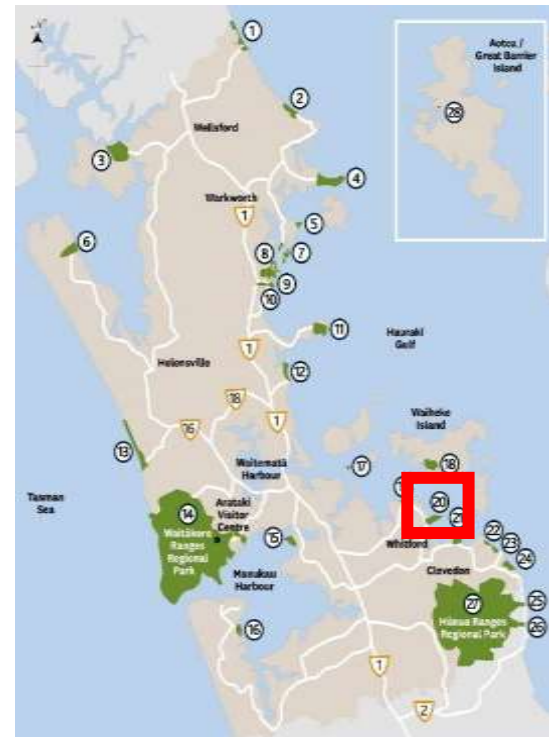 1
Aotea /
Great Barrier
Island
2
28
Wellsford
3
4
Warkworth
1
5
6
8
7
9
10
11
Hauraki
Gulf
1
Helensville
12
18
Waiheke
Island
16
1
13
Waitematā
Harbour
17
18
Tasman
Sea
14
Arataki
Visitor
Centre
20
Waitākere
Ranges
Regional
Park
15
21
22
Whitford
23
Manukau
Harbour
Clevedon
24
27
25
16
Hūnua Ranges
Regional Park
26
1
2